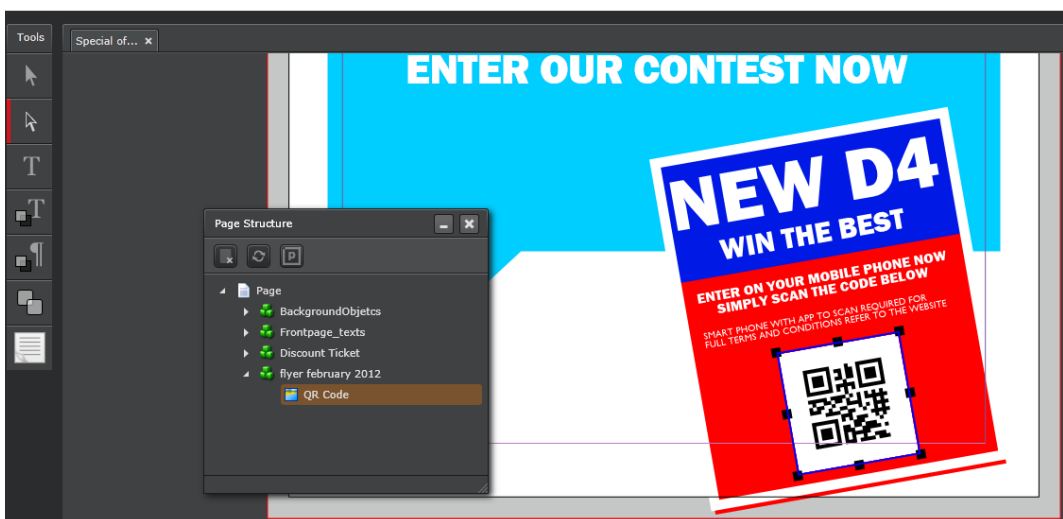 Tools
Special of... x
ENTER OUR CONTEST NOW
T
T
¶
Page Structure
P
Page
BackgroundObjetcs
Frontpage_texts
Discount Ticket
flyer february 2012
QR Code
NEW D4
WIN THE BEST
ENTER ON YOUR MOBILE PHONE NOW
SIMPLY SCAN THE CODE BELOW
SMART PHONE WITH APP TO SCAN REQUIRED FOR
FULL TERMS AND CONDITIONS REFER TO THE WEBSITE